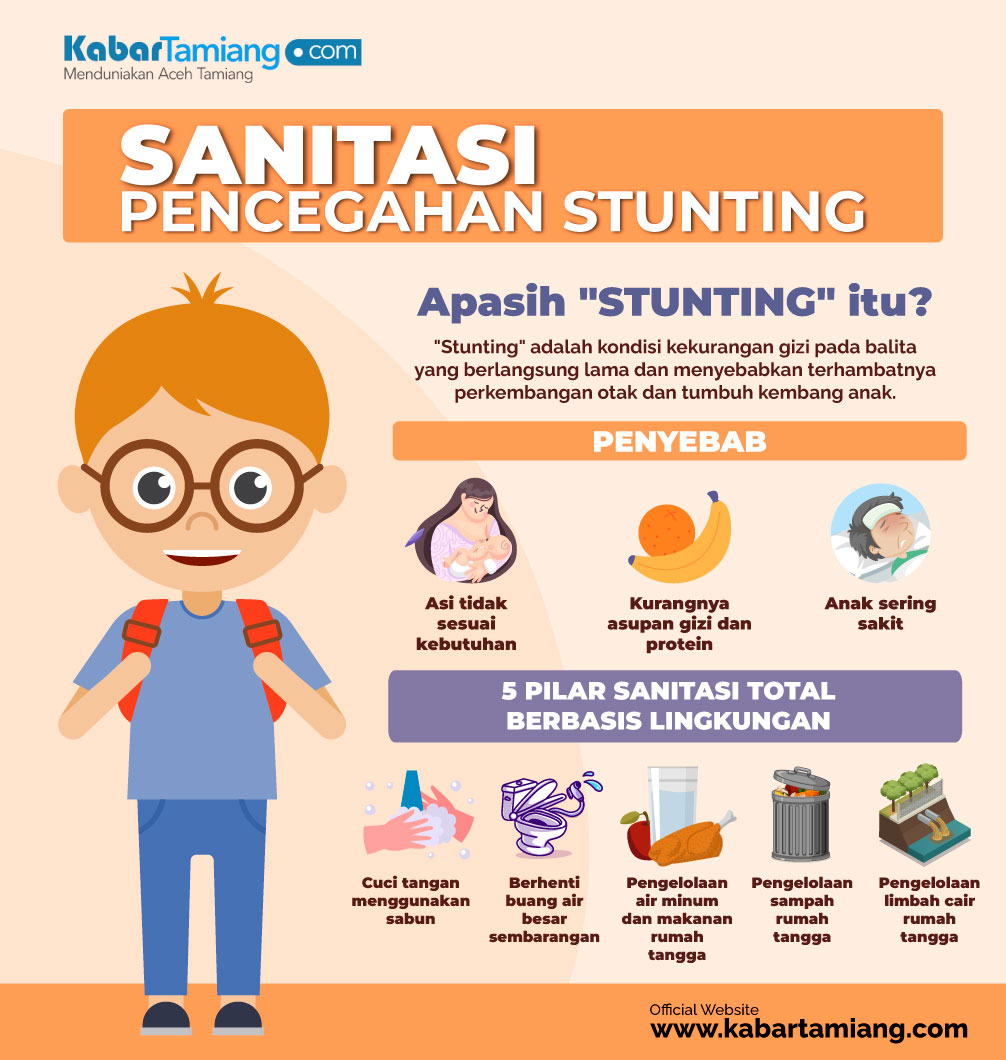 KabarTamiang.com
Menduniakan Aceh Tamiang
SANITASI
PENCEGAHAN STUNTING
Apasih "STUNTING" itu?
"Stunting" adalah kondisi kekurangan gizi pada balita
yang berlangsung lama dan menyebabkan terhambatnya
perkembangan otak dan tumbuh kembang anak.
PENYEBAB
Asi tidak
sesuai
kebutuhan
Kurangnya
asupan gizi dan
protein
Anak sering
sakit
5 PILAR SANITASI TOTAL
BERBASIS LINGKUNGAN
Cuci tangan
menggunakan
sabun
Berhenti
buang air
besar
sembarangan
Pengelolaan
air minum
dan makanan
rumah
tangga
Pengelolaan
sampah
rumah
tangga
Pengelolaan
limbah cair
rumah
tangga
Official Website
www.kabartamiang.com